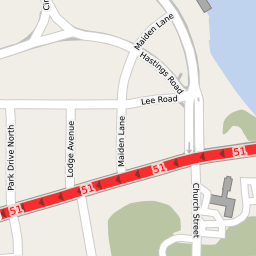 Maiden Lane
Hastings Road
Lee Road
Park Drive North
Lodge Avenue
Maiden Lane
Church Street
51
51
51
51